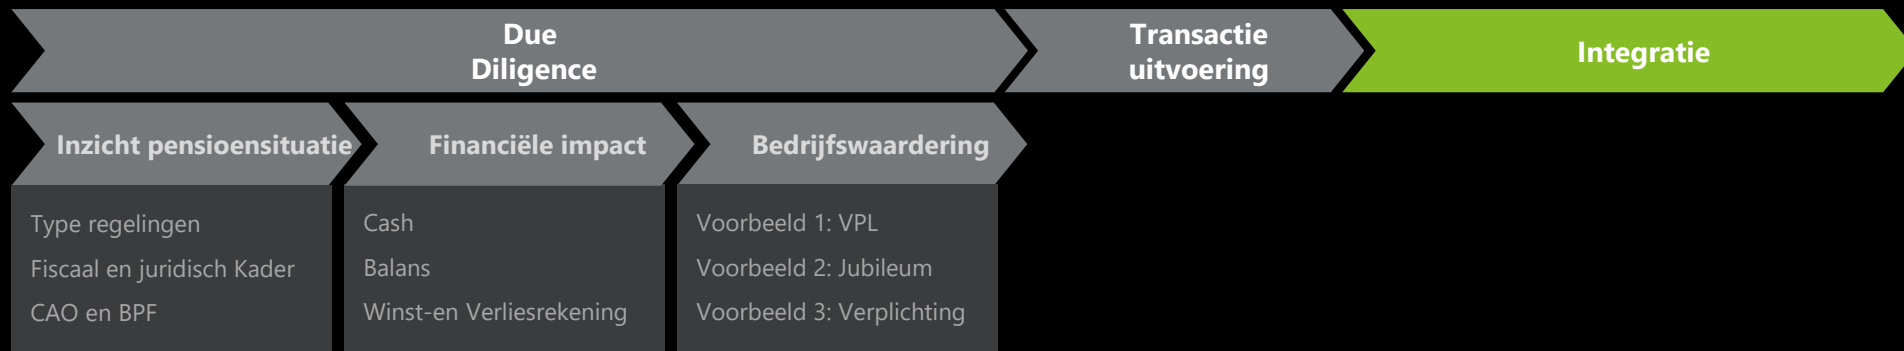 Due
Diligence
Transactie
uitvoering
Integratie
Inzicht pensioensituatie
Financiële impact
Bedrijfswaardering
Type regelingen
Fiscaal en juridisch Kader
CAO en BPF
Cash
Balans
Winst-en Verliesrekening
Voorbeeld 1: VPL
Voorbeeld 2: Jubileum
Voorbeeld 3: Verplichting